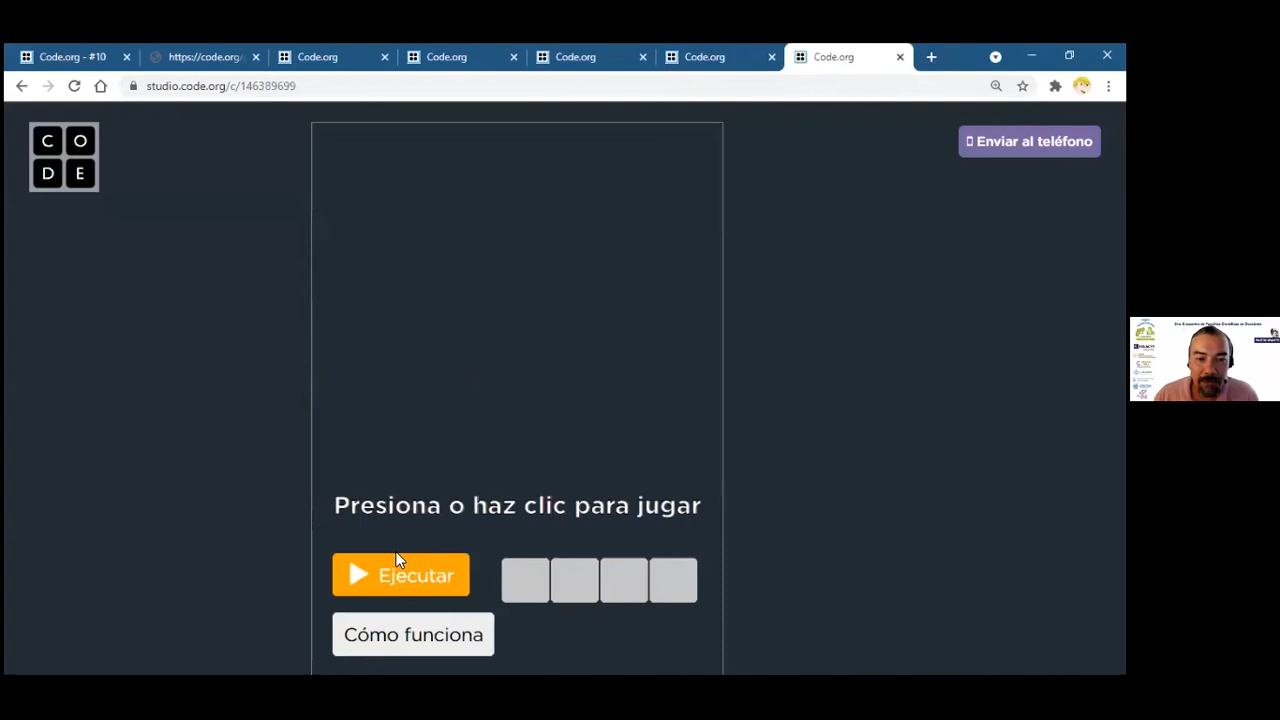 Code.org - #10
https://code.org/
Code.org
Code.org
Code.org
Code.org
Code.org
studio.code.org/c/146389699
C O
D E
Enviar al teléfono
Presiona o haz clic para jugar
Ejecutar
Cómo funciona